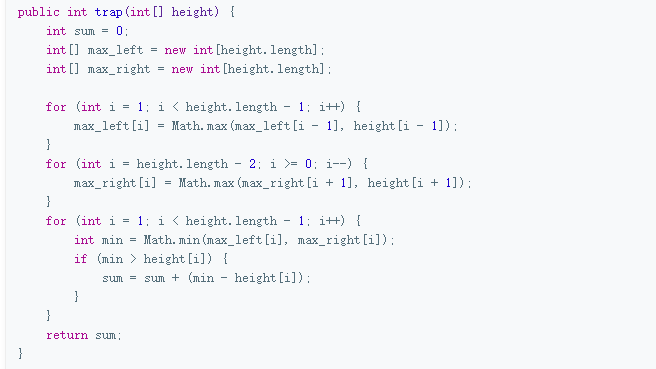 public int trap(int[] height) {
    int sum = 0;
    int[] max_left = new int[height.length];
    int[] max_right = new int[height.length];

    for (int i = 1; i < height.length - 1; i++) {
        max_left[i] = Math.max(max_left[i - 1], height[i - 1]);
    }
    for (int i = height.length - 2; i >= 0; i--) {
        max_right[i] = Math.max(max_right[i + 1], height[i + 1]);
    }
    for (int i = 1; i < height.length - 1; i++) {
        int min = Math.min(max_left[i], max_right[i]);
        if (min > height[i]) {
            sum = sum + (min - height[i]);
        }
    }
    return sum;
}